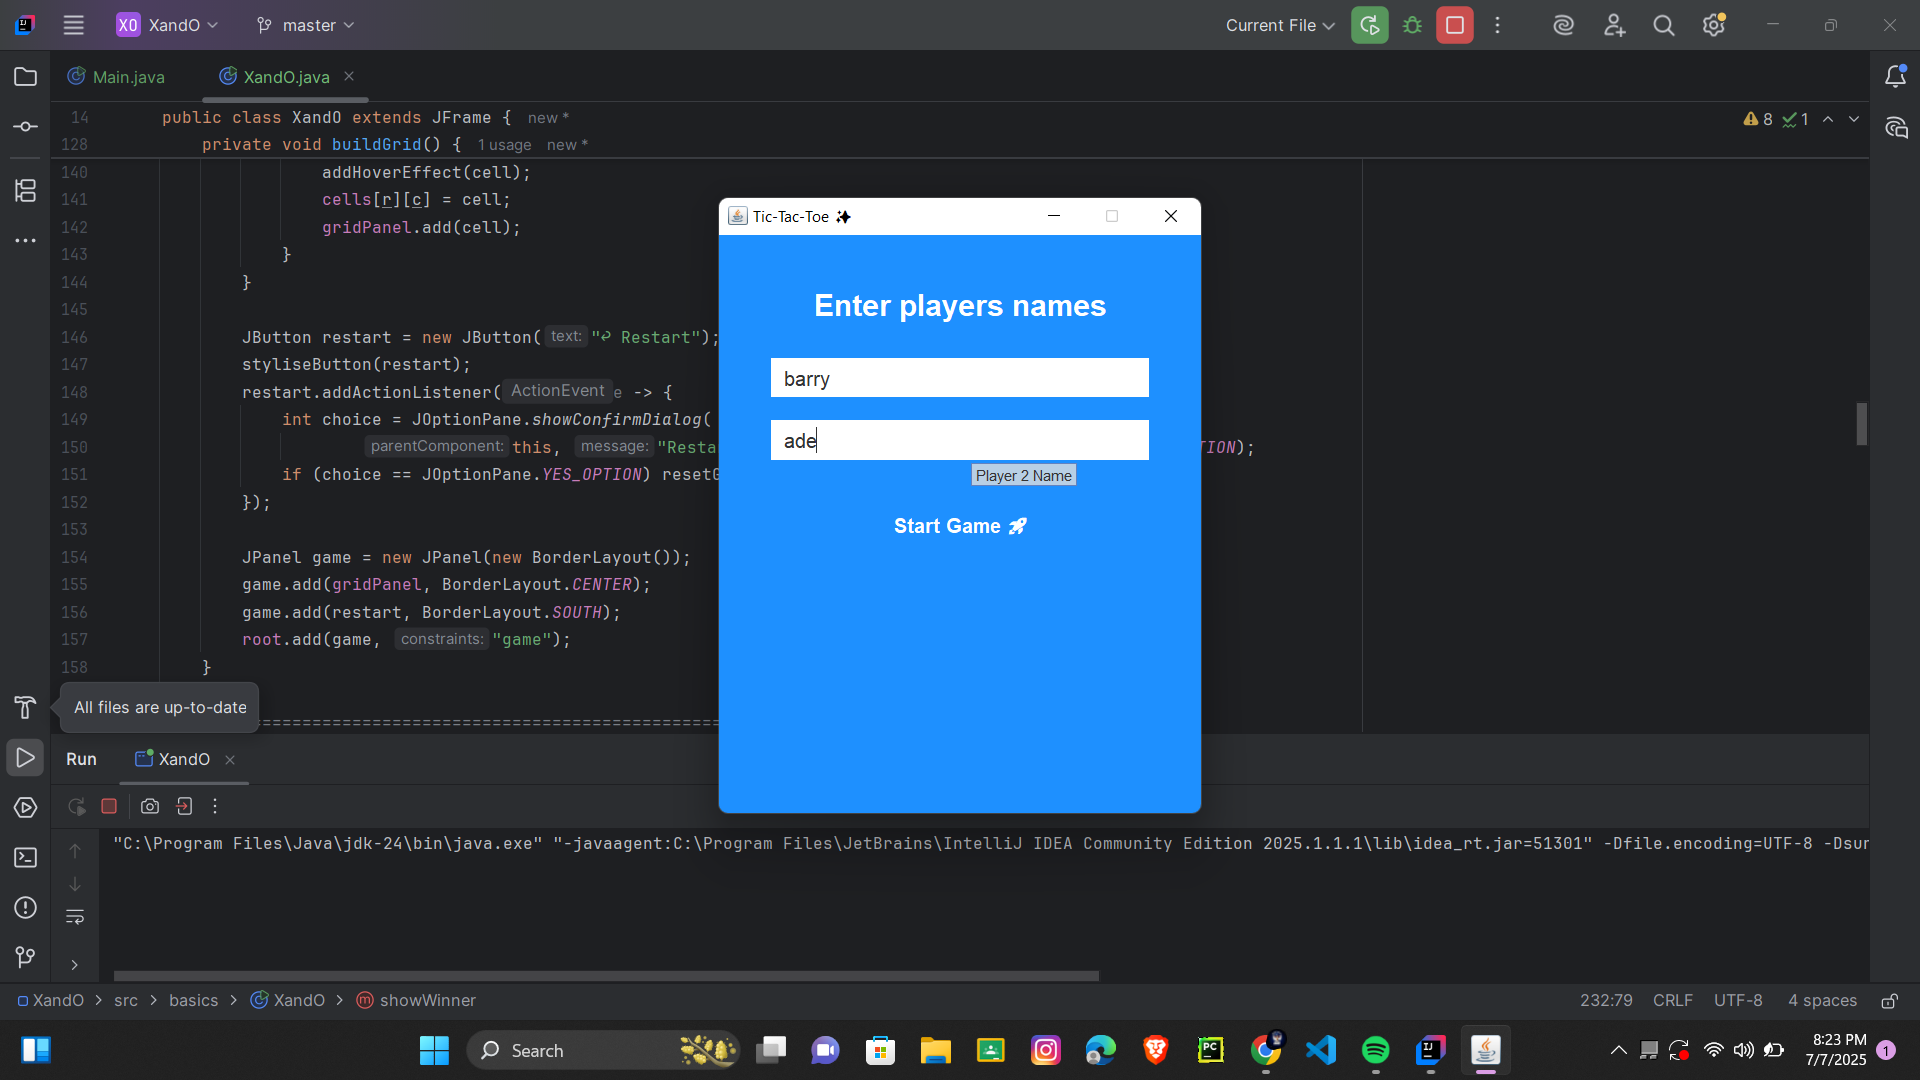 XO XandO master Current File
Main.java XandO.java
14 public class XandO extends JFrame { new *
8 1
128 private void buildGrid() { 1 usage new *
140 addHoverEffect(cell);
141 cells[r][c] = cell;
142 gridPanel.add(cell);
143 }
144 }
145
146 JButton restart = new JButton( text: "⤶ Restart");
147 styliseButton(restart);
148 restart.addActionListener( ActionEvent e -> {
149 int choice = JOptionPane.showConfirmDialog(
150 parentComponent: this, message: "Resta TION);
151 if (choice == JOptionPane.YES_OPTION) reset
152 });
153
154 JPanel game = new JPanel(new BorderLayout());
155 game.add(gridPanel, BorderLayout.CENTER);
156 game.add(restart, BorderLayout.SOUTH);
157 root.add(game, constraints: "game");
158 }
Tic-Tac-Toe ✨
Enter players names
barry
ade
Player 2 Name
Start Game 🚀
All files are up-to-date
==============================================
Run XandO
"C:\Program Files\Java\jdk-24\bin\java.exe" "-javaagent:C:\Program Files\JetBrains\IntelliJ IDEA Community Edition 2025.1.1.1\lib\idea_rt.jar=51301" -Dfile.encoding=UTF-8 -Dsun
XandO > src > basics > XandO > showWinner
232:79 CRLF UTF-8 4 spaces
Search
8:23 PM
7/7/2025
1